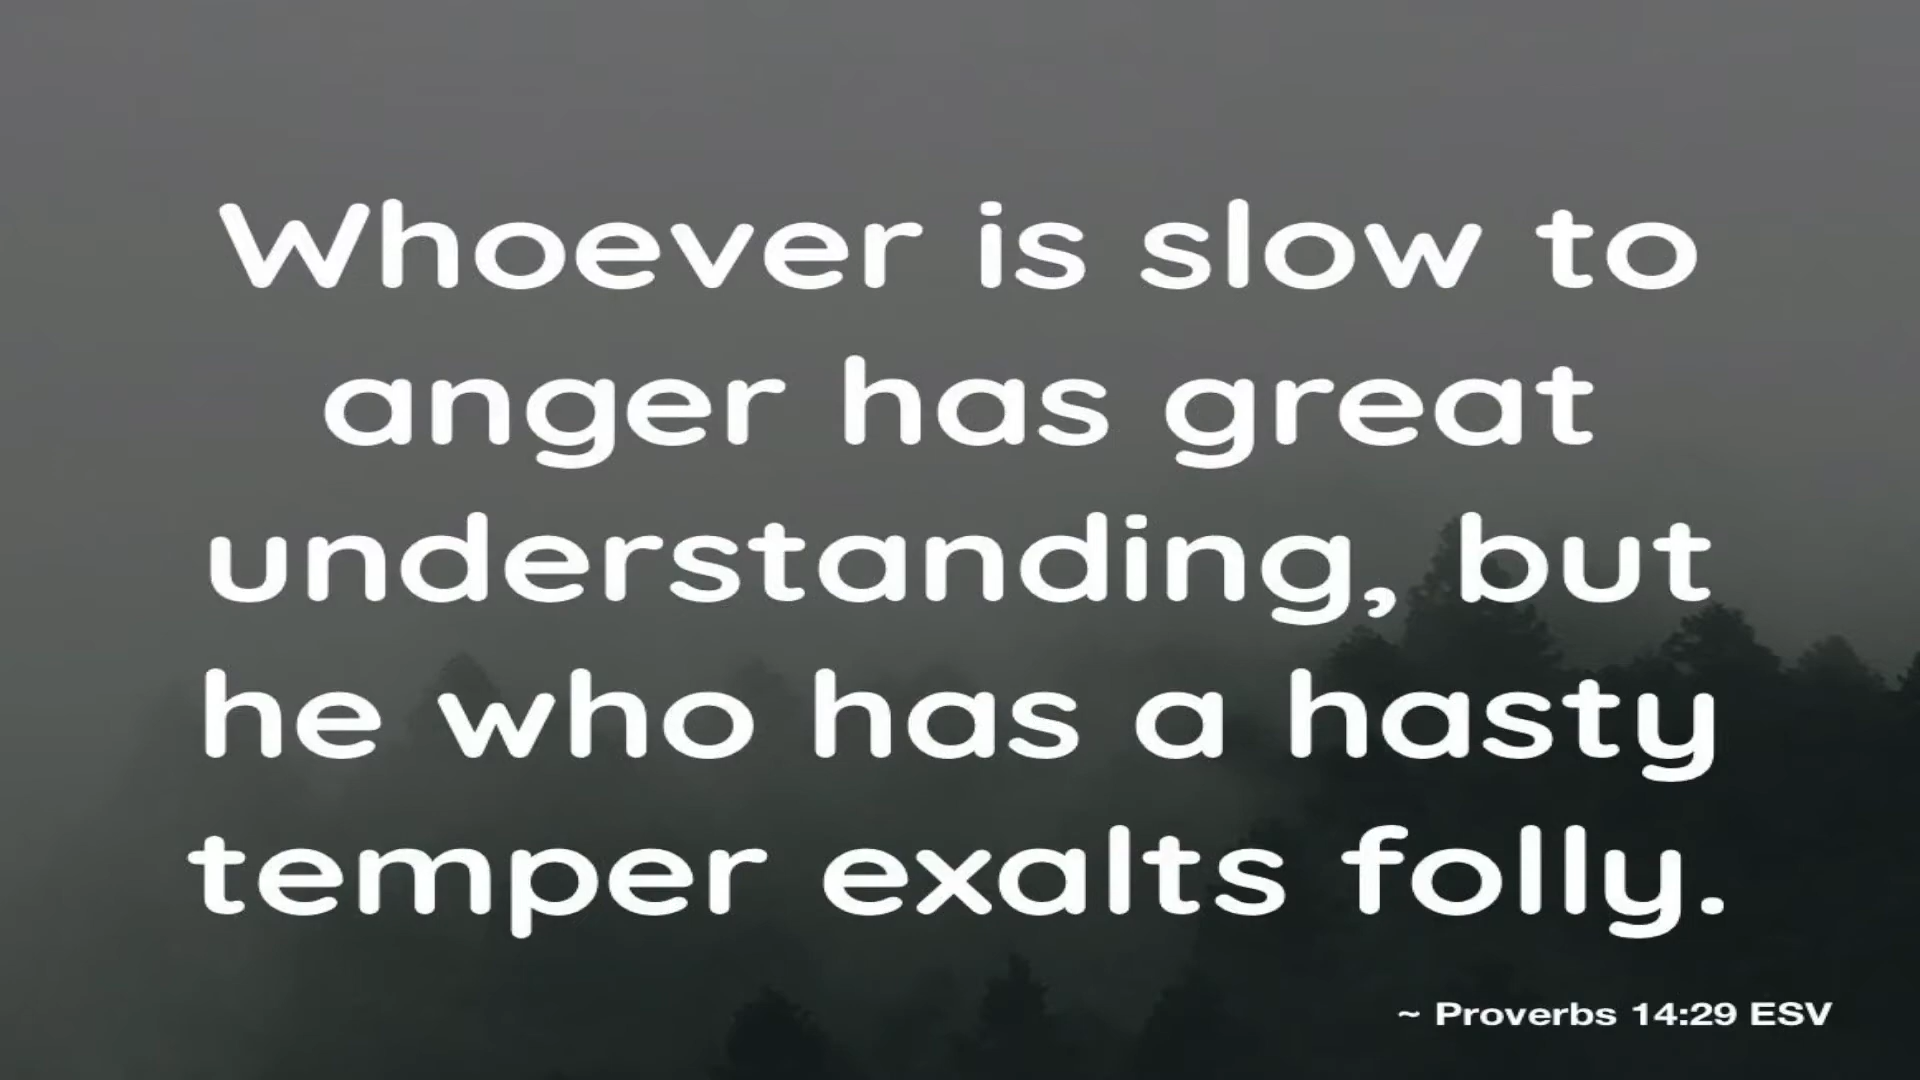 Whoever is slow to
anger has great
understanding, but
he who has a hasty
temper exalts folly.
~ Proverbs 14:29 ESV